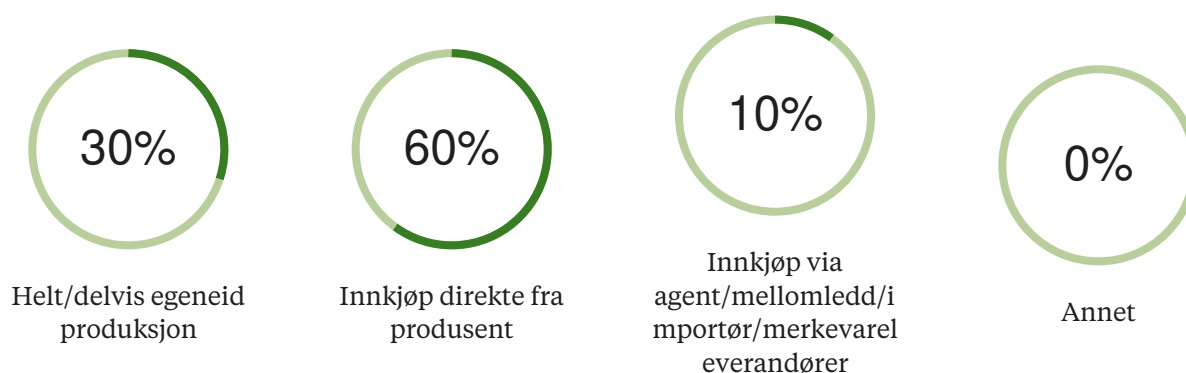 30%
Helt/delvis egeneid
produksjon
60%
Innkjøp direkte fra
produsent
10%
Innkjøp via
agent/mellomledd/i
mportør/merkevarel
everandører
0%
Annet